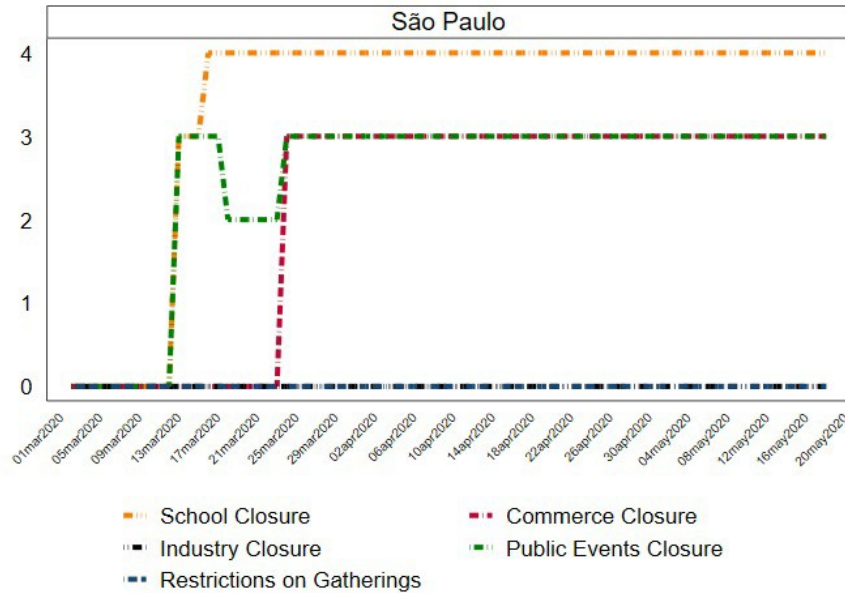 São Paulo
4
3
2
1
0
01mar2020
05mar2020
09mar2020
13mar2020
17mar2020
21mar2020
25mar2020
29mar2020
02apr2020
06apr2020
10apr2020
14apr2020
18apr2020
22apr2020
26apr2020
30apr2020
04may2020
08may2020
12may2020
16may2020
20may2020
School Closure
Commerce Closure
Industry Closure
Public Events Closure
Restrictions on Gatherings